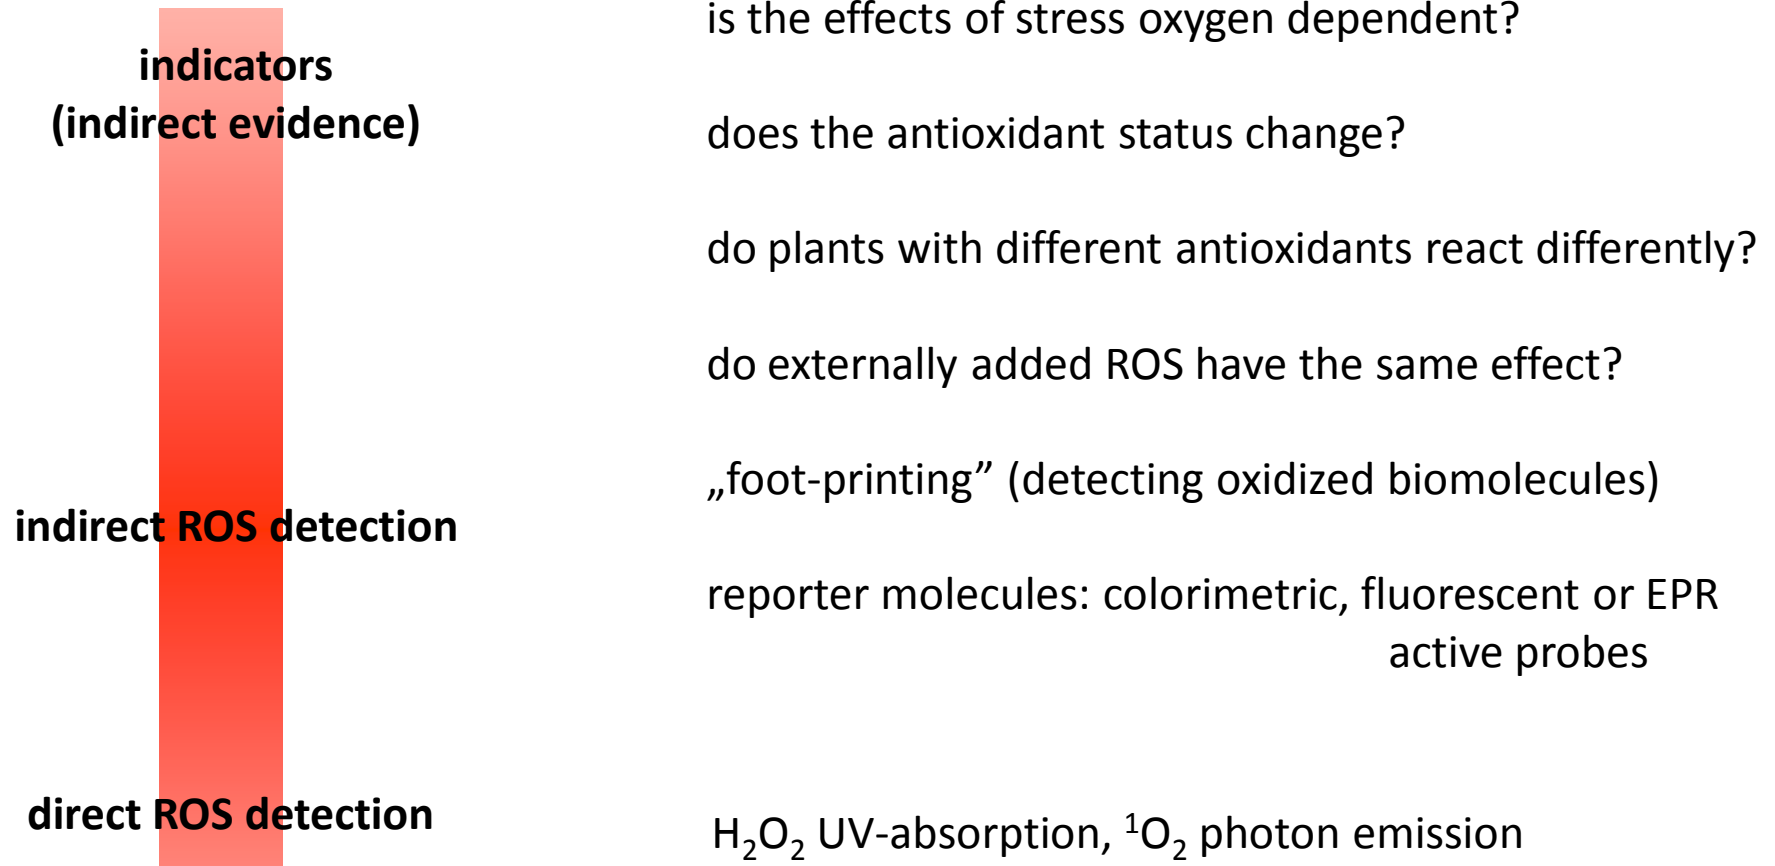 is the effects of stress oxygen dependent?
indicators
(indirect evidence)
does the antioxidant status change?
do plants with different antioxidants react differently?
do externally added ROS have the same effect?
„foot-printing” (detecting oxidized biomolecules)
indirect ROS detection
reporter molecules: colorimetric, fluorescent or EPR
active probes
direct ROS detection
H₂O₂ UV-absorption, ¹O₂ photon emission